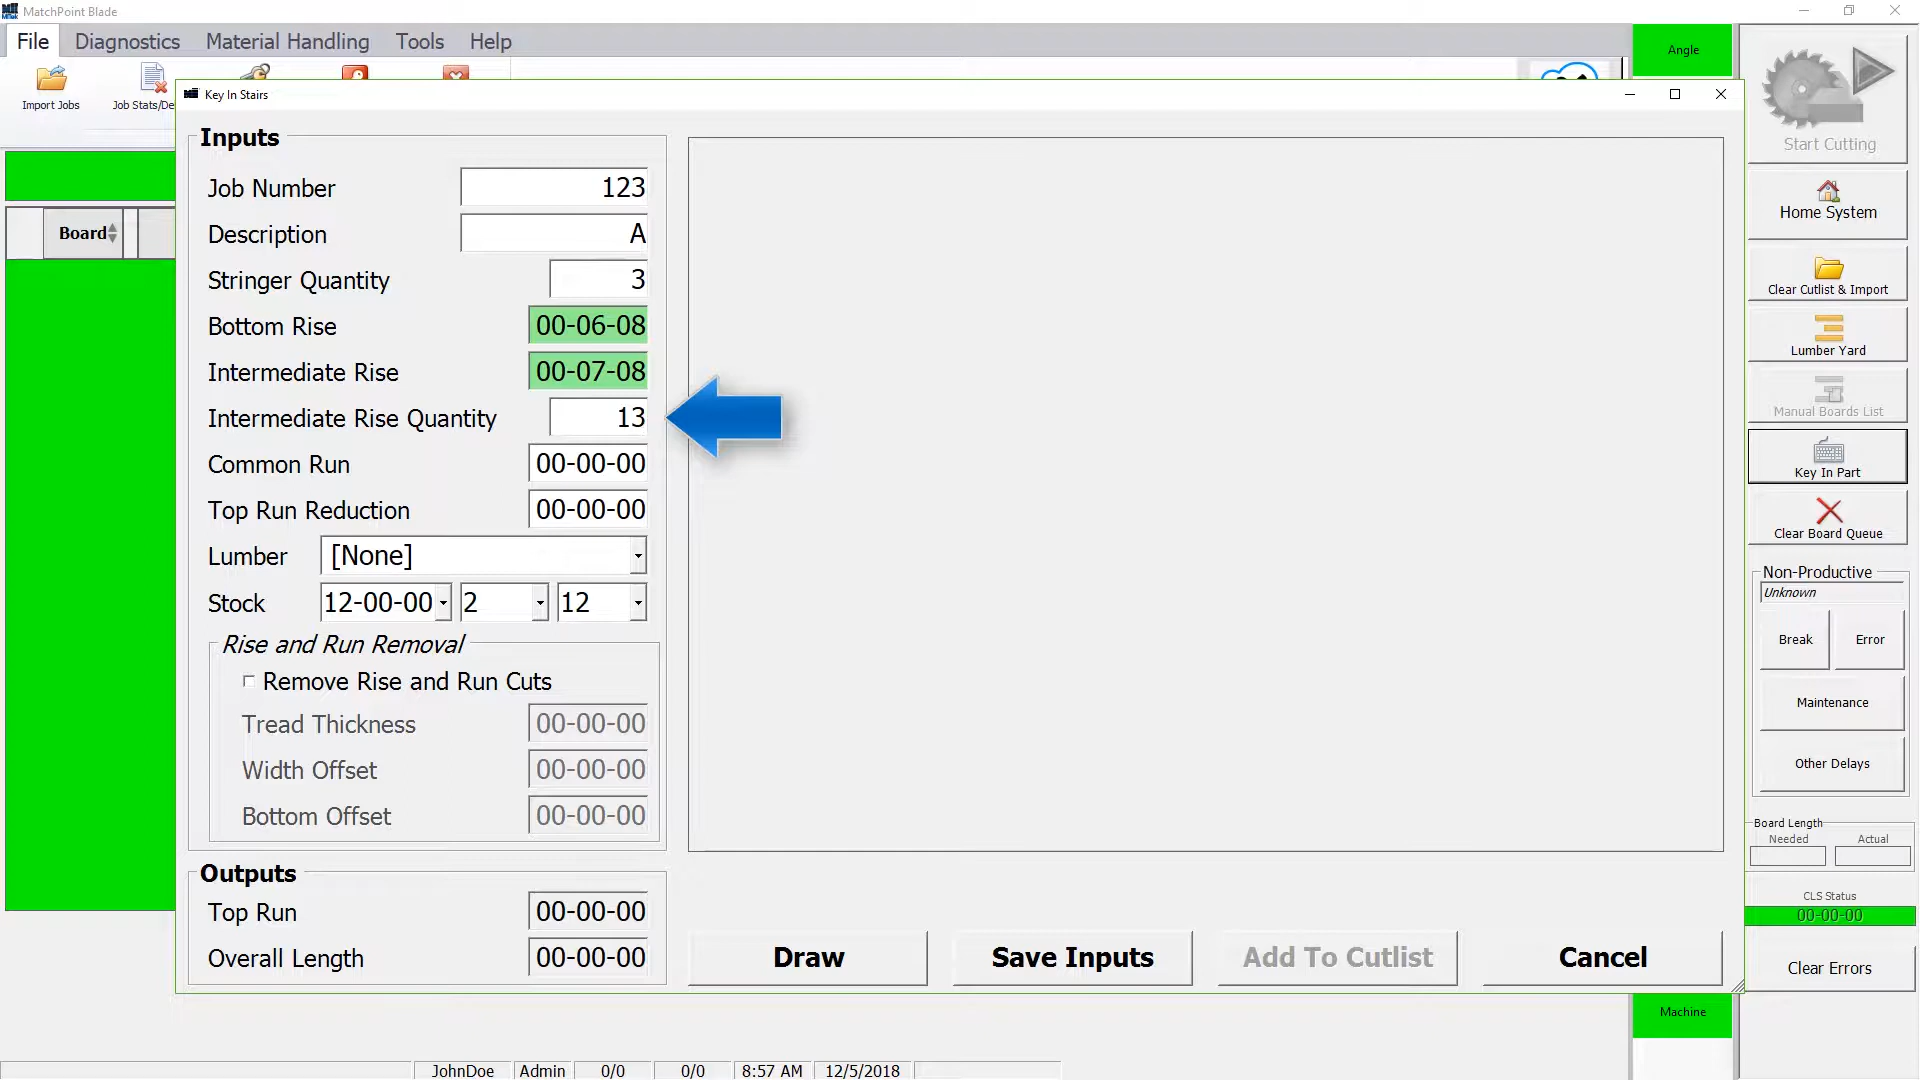 MatchPoint Blade
File Diagnostics Material Handling Tools Help
Import Jobs
Job Stats/De
Angle
Key In Stairs
Inputs
Job Number 123
Description A
Stringer Quantity 3
Bottom Rise 00-06-08
Intermediate Rise 00-07-08
Intermediate Rise Quantity 13
Common Run 00-00-00
Top Run Reduction 00-00-00
Lumber [None]
Stock 12-00-00 2 12
Rise and Run Removal
Remove Rise and Run Cuts
Tread Thickness 00-00-00
Width Offset 00-00-00
Bottom Offset 00-00-00
Outputs
Top Run 00-00-00
Overall Length 00-00-00
Draw Save Inputs Add To Cutlist Cancel
Board
Start Cutting
Home System
Clear Cutlist & Import
Lumber Yard
Manual Boards List
Key In Part
Clear Board Queue
Non-Productive
Unknown
Break Error
Maintenance
Other Delays
Board Length
Needed Actual
CLS Status
00-00-00
Clear Errors
Machine
JohnDoe Admin 0/0 0/0 8:57 AM 12/5/2018